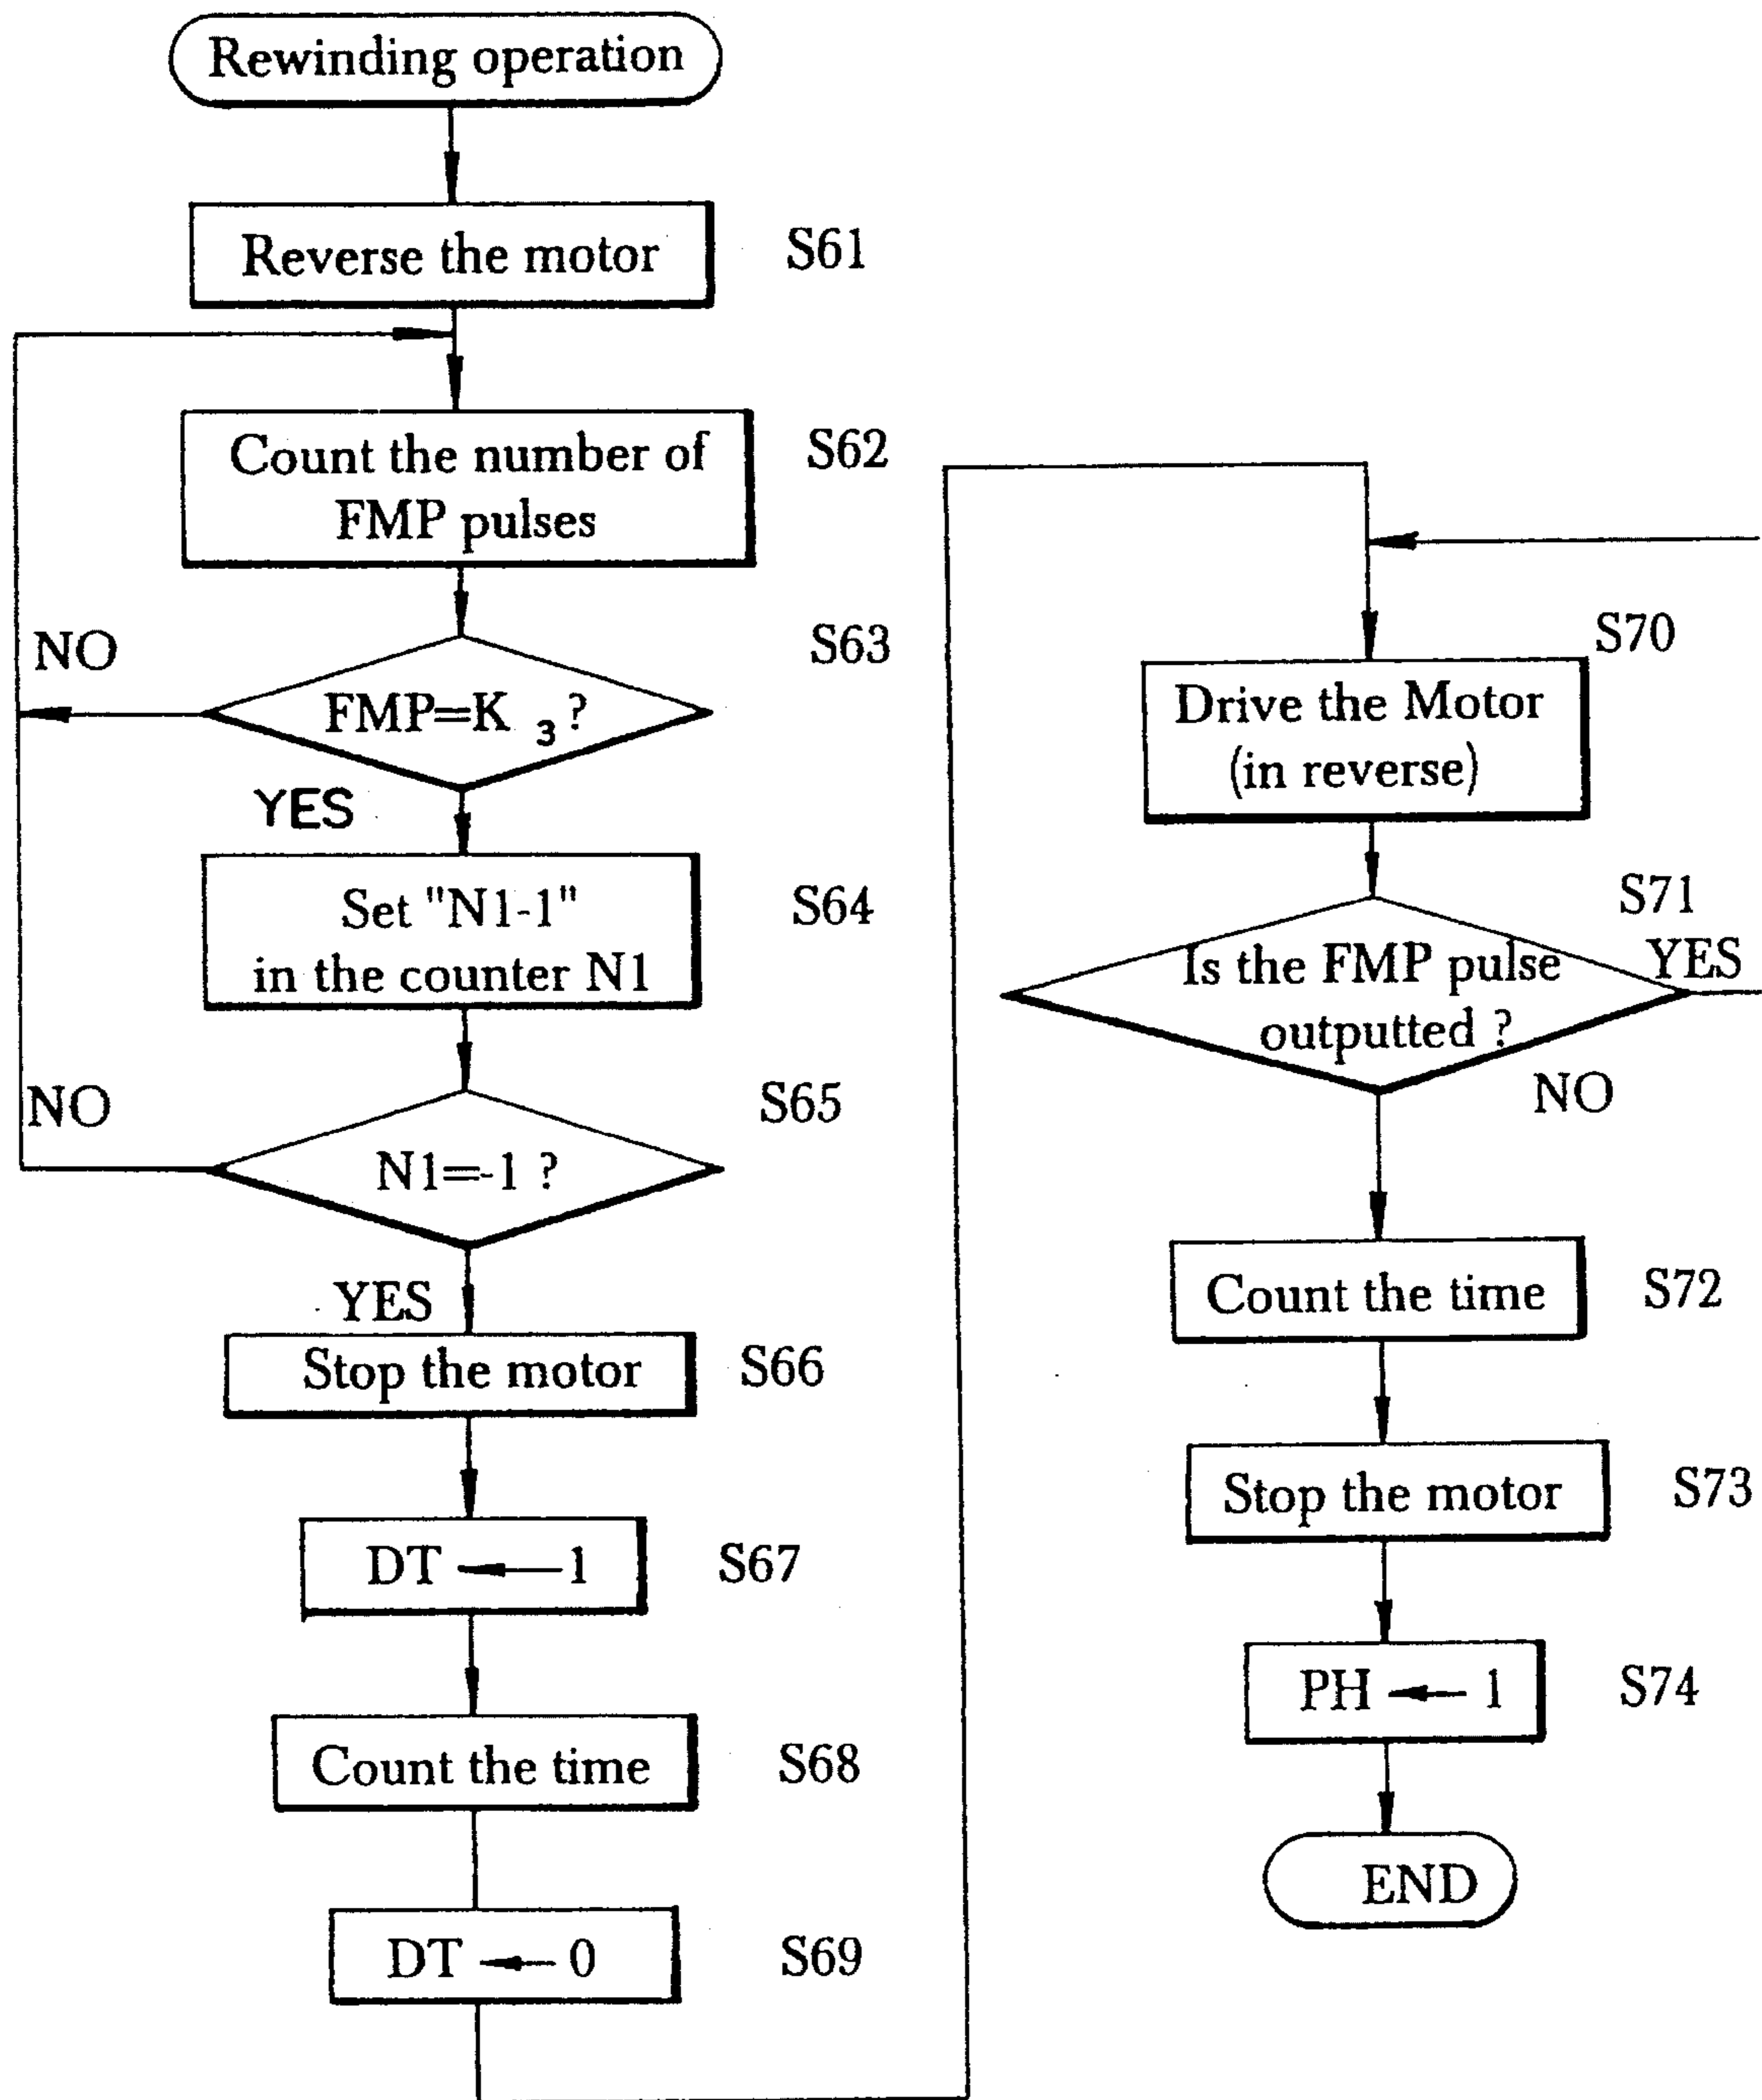 Rewinding operation
Reverse the motor
S61
Count the number of
FMP pulses
S62
NO
FMP=K 3 ?
S63
YES
Set "N1-1"
in the counter N1
S64
NO
N1=-1 ?
S65
YES
Stop the motor
S66
DT ← 1
S67
Count the time
S68
DT ← 0
S69
S70
Drive the Motor
(in reverse)
S71
Is the FMP pulse
outputted ?
YES
NO
Count the time
S72
Stop the motor
S73
PH ← 1
S74
END